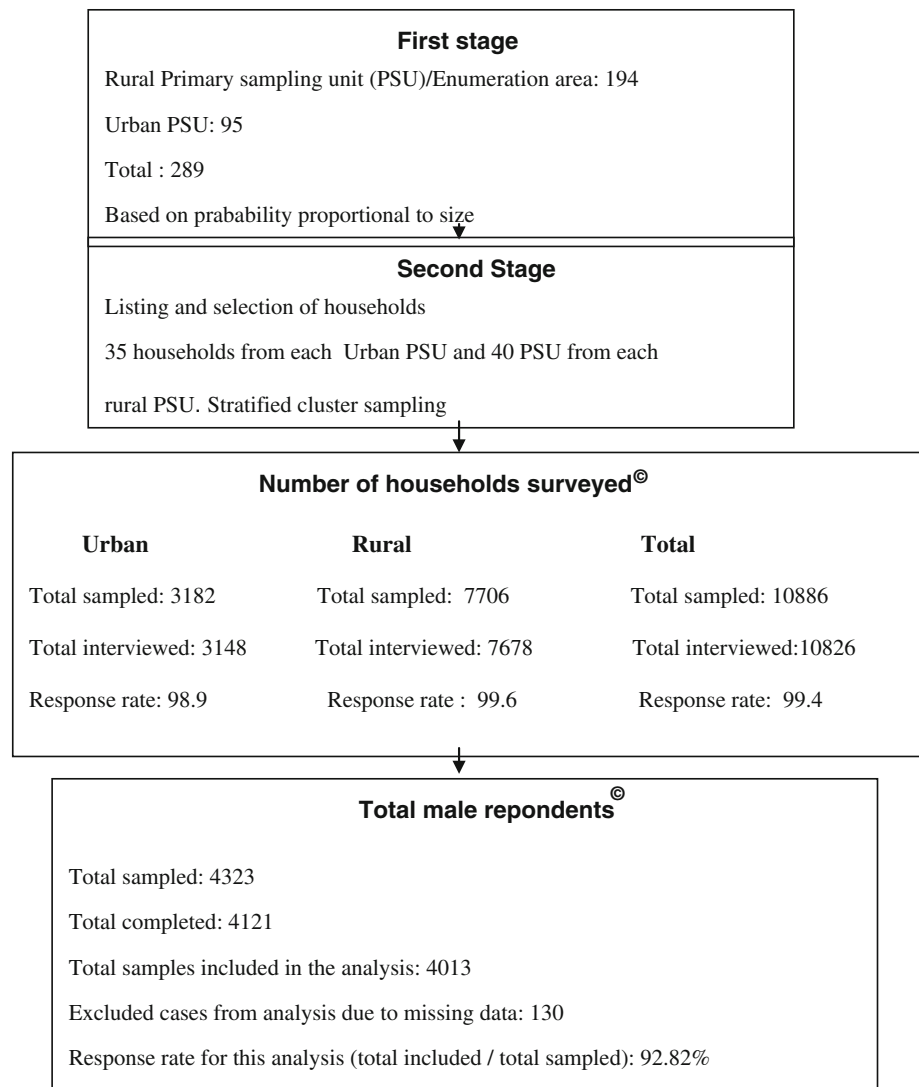 First stage
Rural Primary sampling unit (PSU)/Enumeration area: 194
Urban PSU: 95
Total : 289
Based on prabability proportional to size
Second Stage
Listing and selection of households
35 households from each Urban PSU and 40 PSU from each
rural PSU. Stratified cluster sampling
Number of households surveyed©
Urban Rural Total
Total sampled: 3182 Total sampled: 7706 Total sampled: 10886
Total interviewed: 3148 Total interviewed: 7678 Total interviewed:10826
Response rate: 98.9 Response rate : 99.6 Response rate: 99.4
Total male repondents©
Total sampled: 4323
Total completed: 4121
Total samples included in the analysis: 4013
Excluded cases from analysis due to missing data: 130
Response rate for this analysis (total included / total sampled): 92.82%